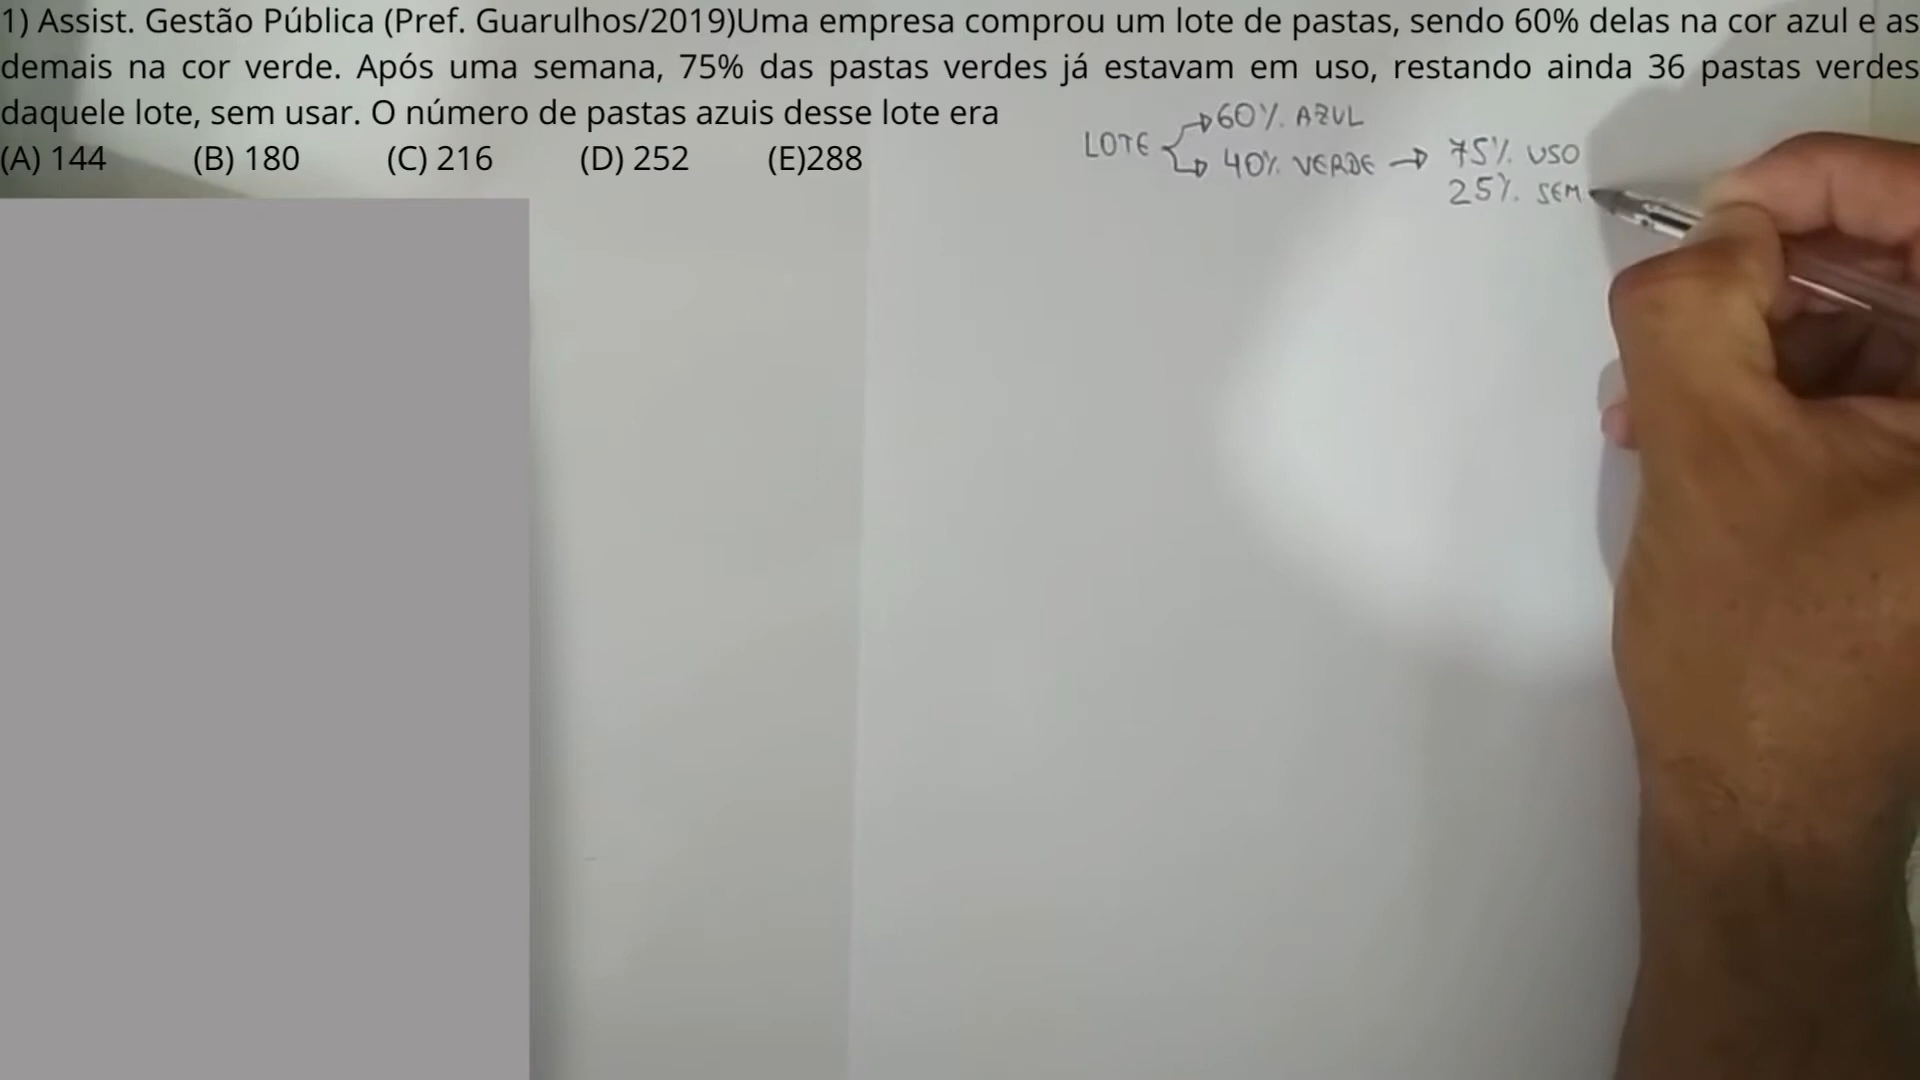 1) Assist. Gestão Pública (Pref. Guarulhos/2019)Uma empresa comprou um lote de pastas, sendo 60% delas na cor azul e as
demais na cor verde. Após uma semana, 75% das pastas verdes já estavam em uso, restando ainda 36 pastas verdes
daquele lote, sem usar. O número de pastas azuis desse lote era
(A) 144 (B) 180 (C) 216 (D) 252 (E)288
60% AZUL
LOTE
40% VERDE → 75% USO
25% SEM